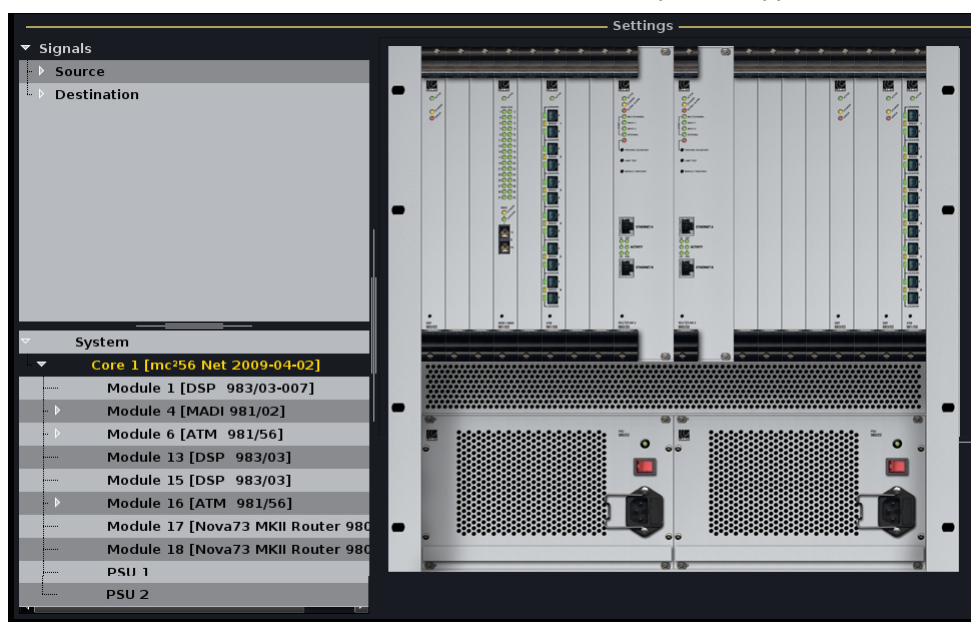 Settings
Signals
Source
Destination
System
Core 1 [mc²56 Net 2009-04-02]
Module 1 [DSP  983/03-007]
Module 4 [MADI 981/02]
Module 6 [ATM  981/56]
Module 13 [DSP  983/03]
Module 15 [DSP  983/03]
Module 16 [ATM  981/56]
Module 17 [Nova73 MKII Router 980
Module 18 [Nova73 MKII Router 980
PSU 1
PSU 2
ETHERNET A
ACTIVITY
ETHERNET B